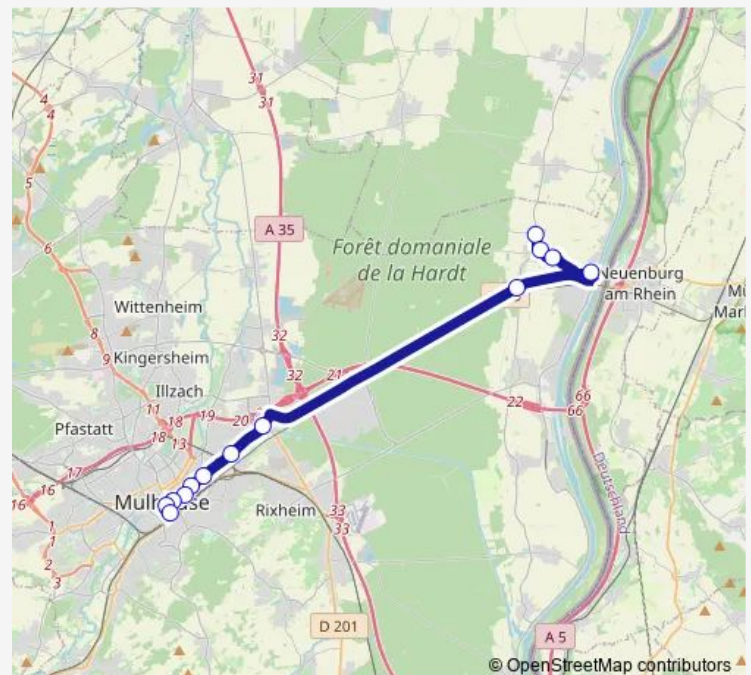 4
4
5
6
31
31
A 35
Forêt domaniale
de la Hardt
Neuenburg
am Rhein
Wittenheim
8
9
Kingersheim
32
32
21
Illzach
11
18
19
20
13
18
Pfastatt
17
16
16
22
66
66
Deutschland
Rixheim
33
33
1
1
2
3
D 201
A 5
© OpenStreetMap contributors